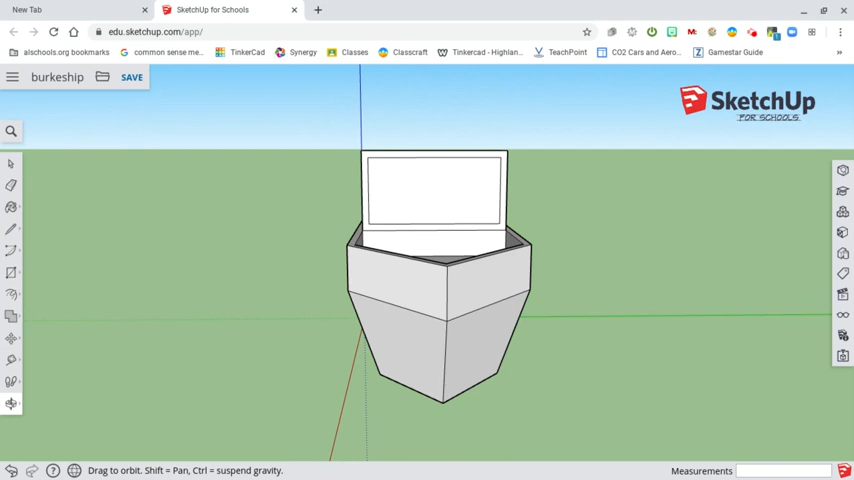 New Tab
SketchUp for Schools
edu.sketchup.com/app/
aischools.org bookmarks
common sense me...
TinkerCad
Synergy
Classes
Classcraft
Tinkercad - Highlan...
TeachPoint
CO2 Cars and Aero...
Gamestar Guide
burkeship
SAVE
SketchUp
FOR SCHOOLS
Drag to orbit. Shift = Pan, Ctrl = suspend gravity.
Measurements